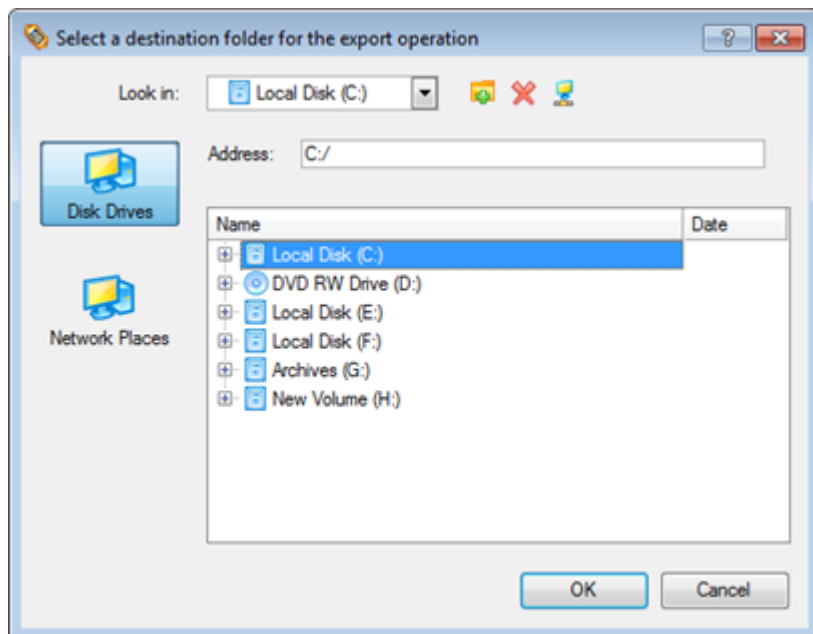 Select a destination folder for the export operation
Look in: Local Disk (C:)
Address: C:/
Disk Drives
Network Places
Name Date
Local Disk (C:)
DVD RW Drive (D:)
Local Disk (E:)
Local Disk (F:)
Archives (G:)
New Volume (H:)
OK Cancel